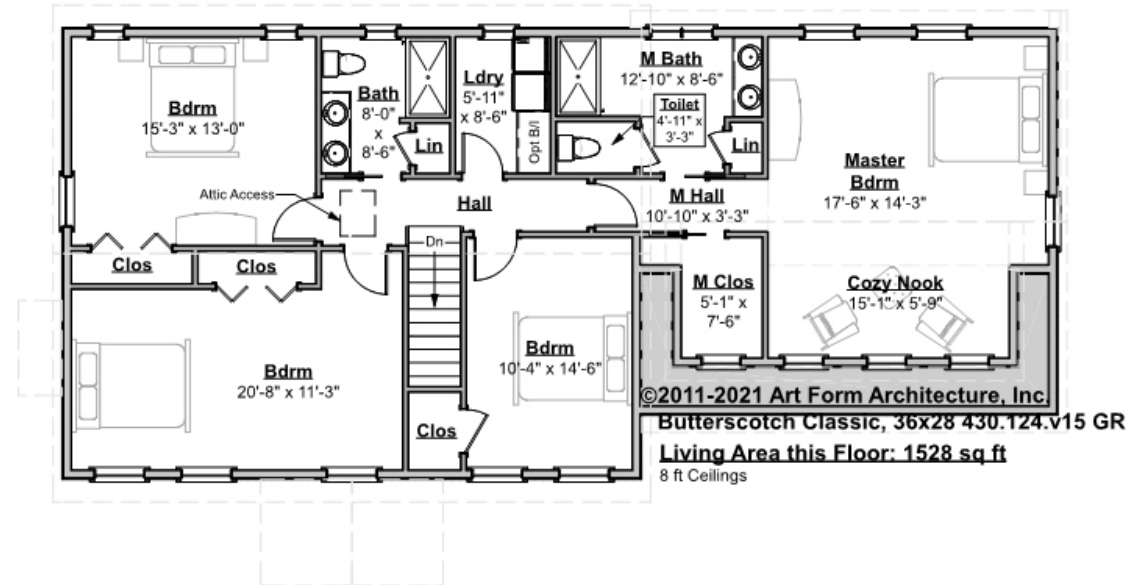 Bdrm
15'-3" x 13'-0"
Bath
8'-0"
x
8'-6"
Lin
Ldry
5'-11"
x 8'-6"
Opt B/I
M Bath
12'-10" x 8'-6"
Toilet
4'-11" x
3'-3"
Lin
Master
Bdrm
17'-6" x 14'-3"
Attic Access
Hall
M Hall
10'-10" x 3'-3"
Clos
Clos
Dn
M Clos
5'-1" x
7'-6"
Cozy Nook
15'-1" x 5'-9"
Bdrm
20'-8" x 11'-3"
Bdrm
10'-4" x 14'-6"
Clos
©2011-2021 Art Form Architecture, Inc.
Butterscotch Classic, 36x28 430.124.v15 GR
Living Area this Floor: 1528 sq ft
8 ft Ceilings